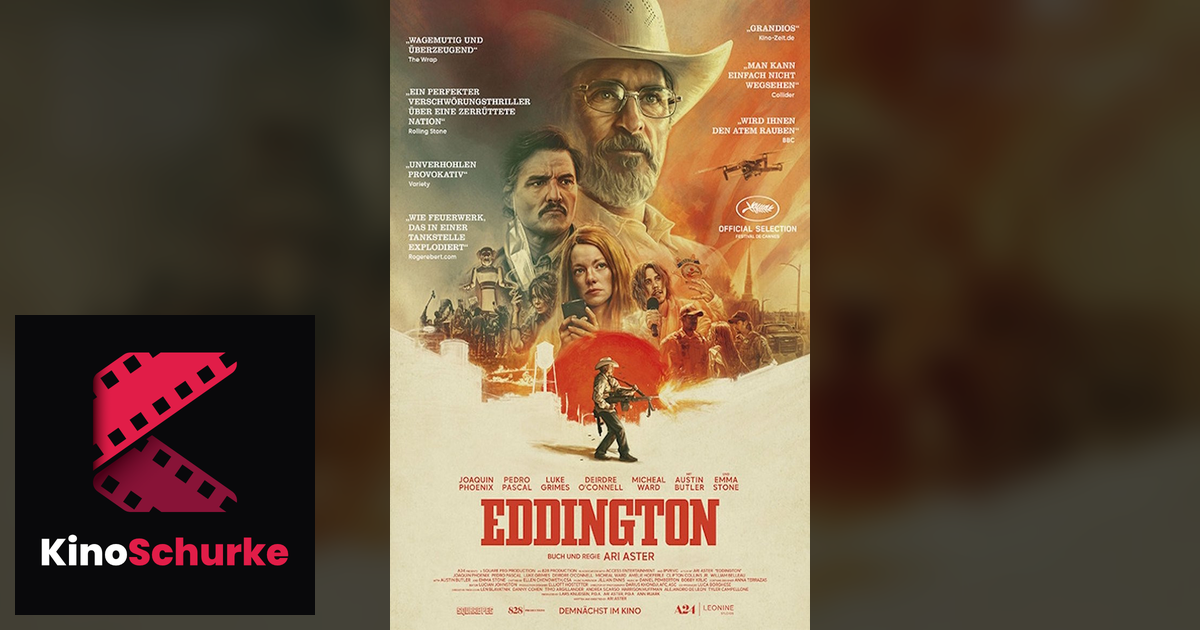 „WAGEMUTIG UND
ÜBERZEUGEND“
The Wrap
„EIN PERFEKTER
VERSCHWÖRUNGSTHRILLER
ÜBER EINE ZERRÜTTETE
NATION“
Rolling Stone
„UNVERHOHLEN
PROVOKATIV“
Variety
„WIE FEUERWERK,
DAS IN EINER
TANKSTELLE
EXPLODIERT“
Rogerebert.com
„GRANDIOS“
Kino-Zeit.de
„MAN KANN
EINFACH NICHT
WEGSEHEN“
Collider
„WIRD IHNEN
DEN ATEM RAUBEN“
BBC
OFFICIAL SELECTION
FESTIVAL DE CANNES
KinoSchurke
JOAQUIN PHOENIX
PEDRO PASCAL
LUKE GRIMES
DEIRDRE O'CONNELL
MICHEAL WARD
AUSTIN BUTLER
EMMA STONE
EDDINGTON
BUCH UND REGIE ARI ASTER
DEMNÄCHST IM KINO
A24
LEONINE